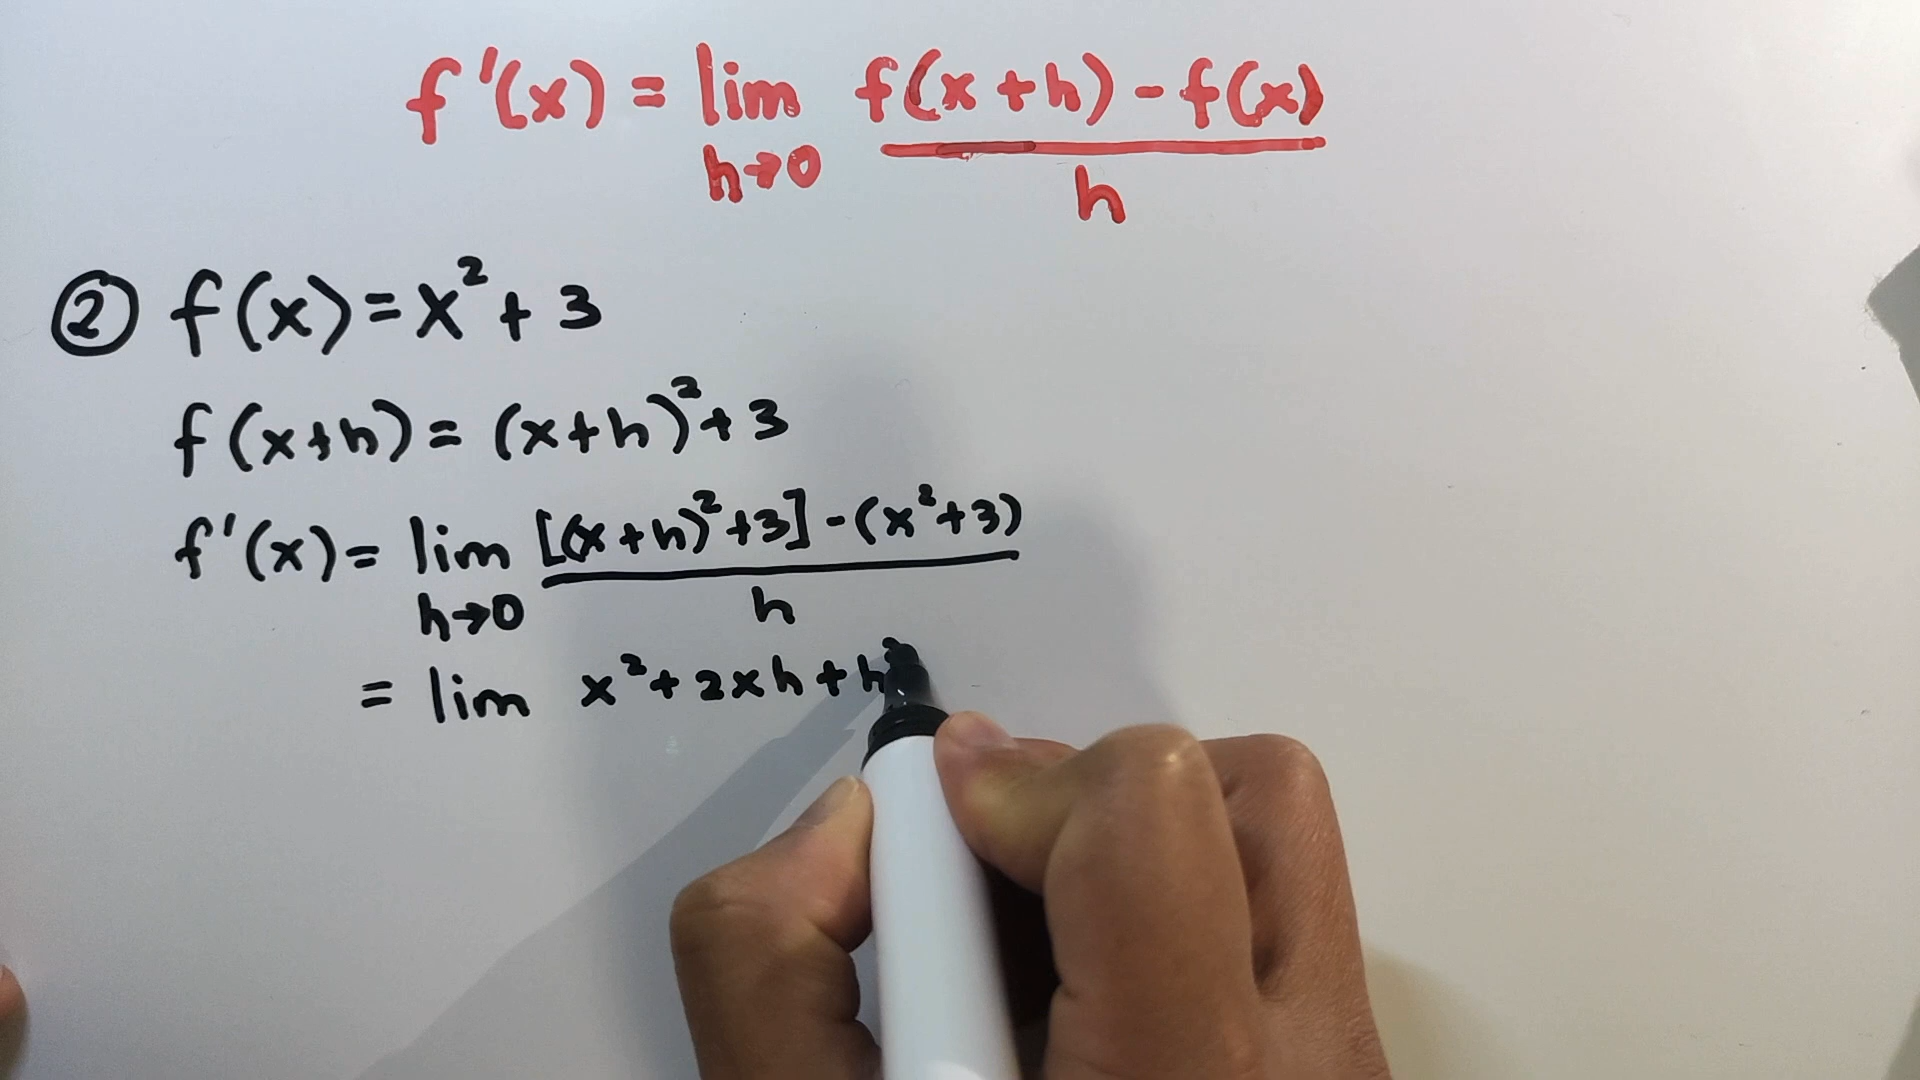 f'(x) = lim f(x+h) - f(x)
h→0 h
② f(x) = x² + 3
f(x+h) = (x+h)² + 3
f'(x) = lim [(x+h)² + 3] - (x² + 3)
h→0 h
= lim x² + 2xh + h²